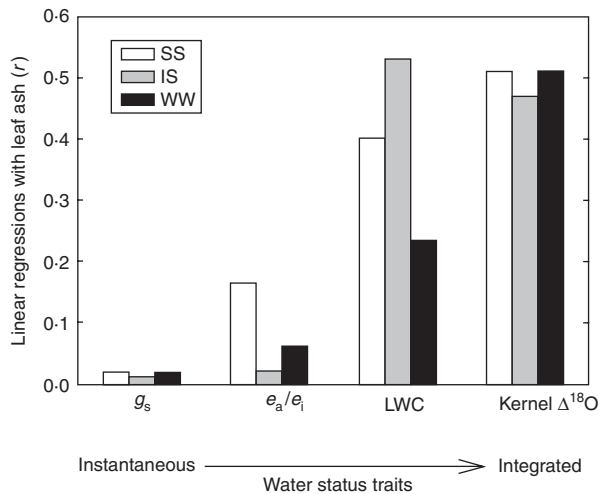 Linear regressions with leaf ash (r)
0·6
0·5
0·4
0·3
0·2
0·1
0·0
SS
IS
WW
gs
ea/ei
LWC
Kernel Δ¹⁸O
Instantaneous
Integrated
Water status traits